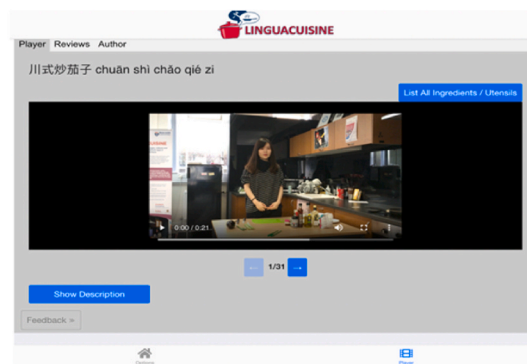 LINGUACUISINE
Player Reviews Author
川式炒茄子 chuān shì chǎo qié zi
List All Ingredients / Utensils
0:00 / 0:21
← 1/31 →
Show Description
Feedback »
Player